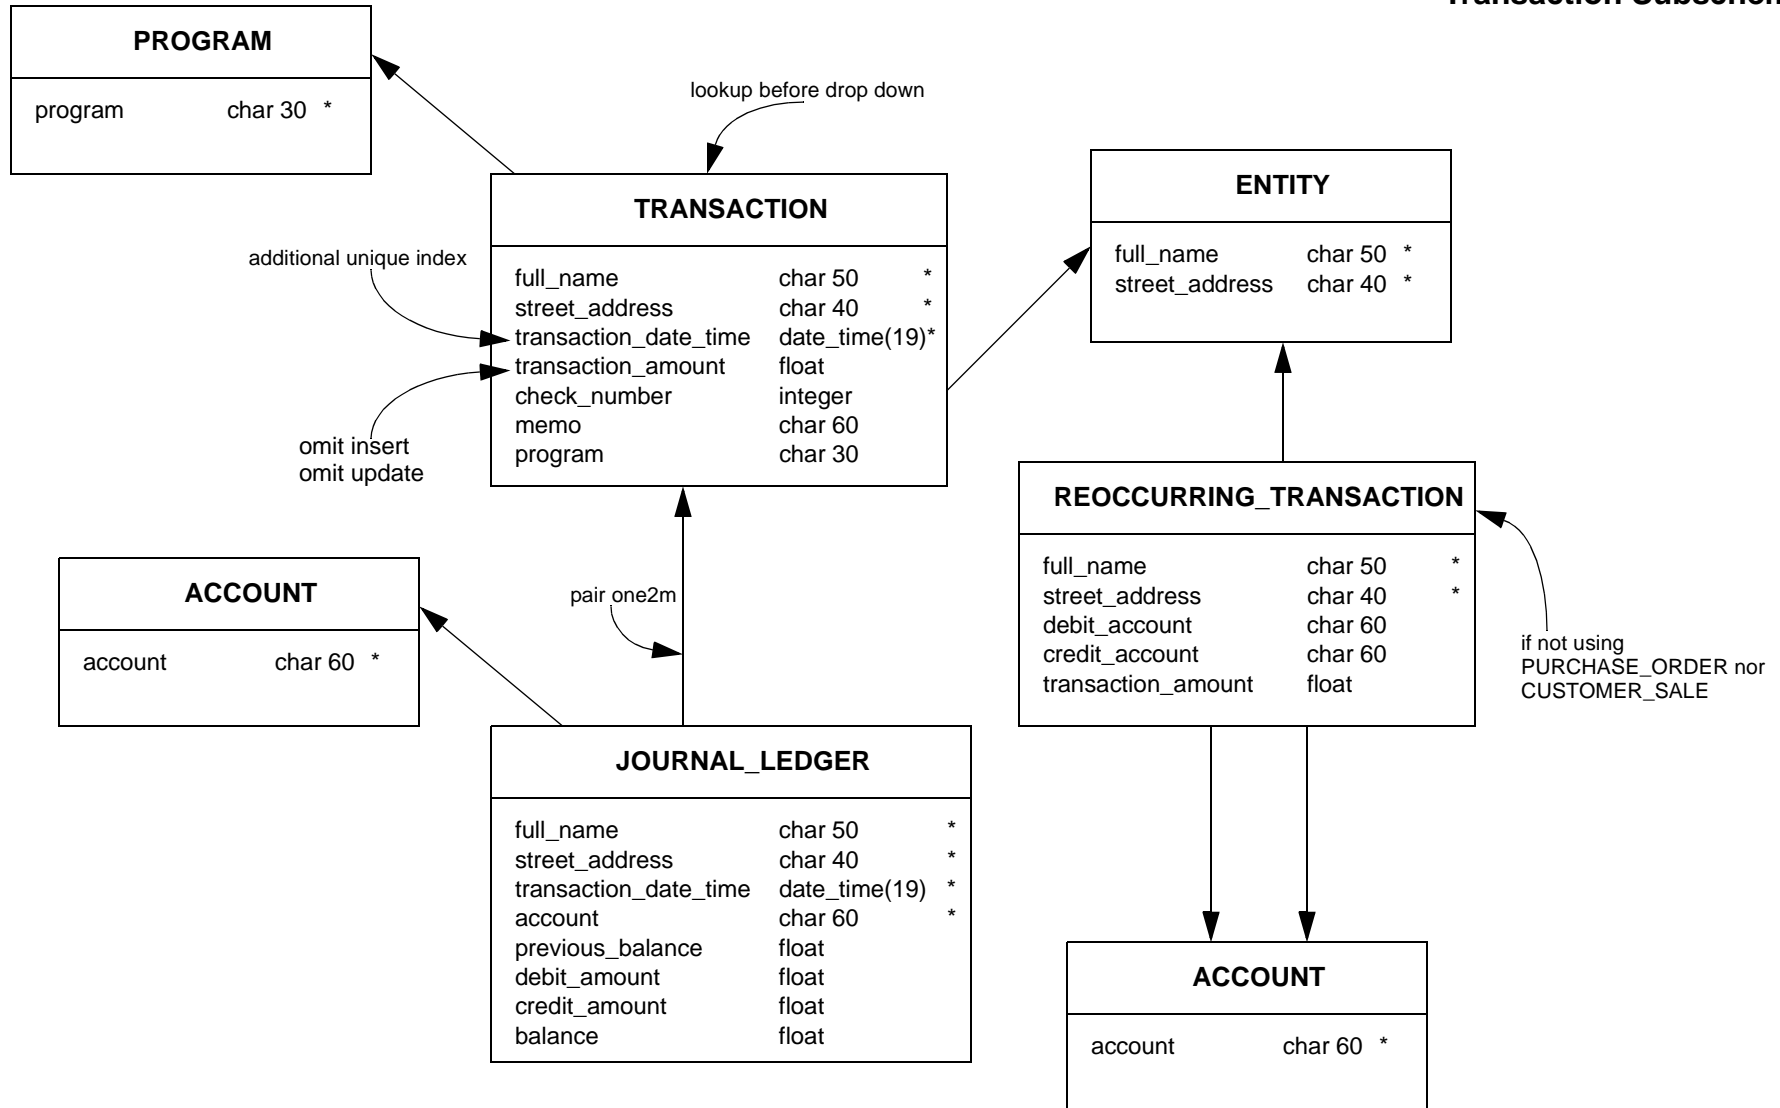 Transaction
PROGRAM
program char 30 *
lookup before drop down
TRANSACTION
additional unique index
full_name char 50 *
street_address char 40 *
transaction_date_time date_time(19)*
transaction_amount float
check_number integer
memo char 60
program char 30
omit insert
omit update
ENTITY
full_name char 50 *
street_address char 40 *
REOCCURRING_TRANSACTION
full_name char 50 *
street_address char 40 *
debit_account char 60
credit_account char 60
transaction_amount float
if not using
PURCHASE_ORDER nor
CUSTOMER_SALE
ACCOUNT
account char 60 *
pair one2m
JOURNAL_LEDGER
full_name char 50 *
street_address char 40 *
transaction_date_time date_time(19) *
account char 60 *
previous_balance float
debit_amount float
credit_amount float
balance float
ACCOUNT
account char 60 *